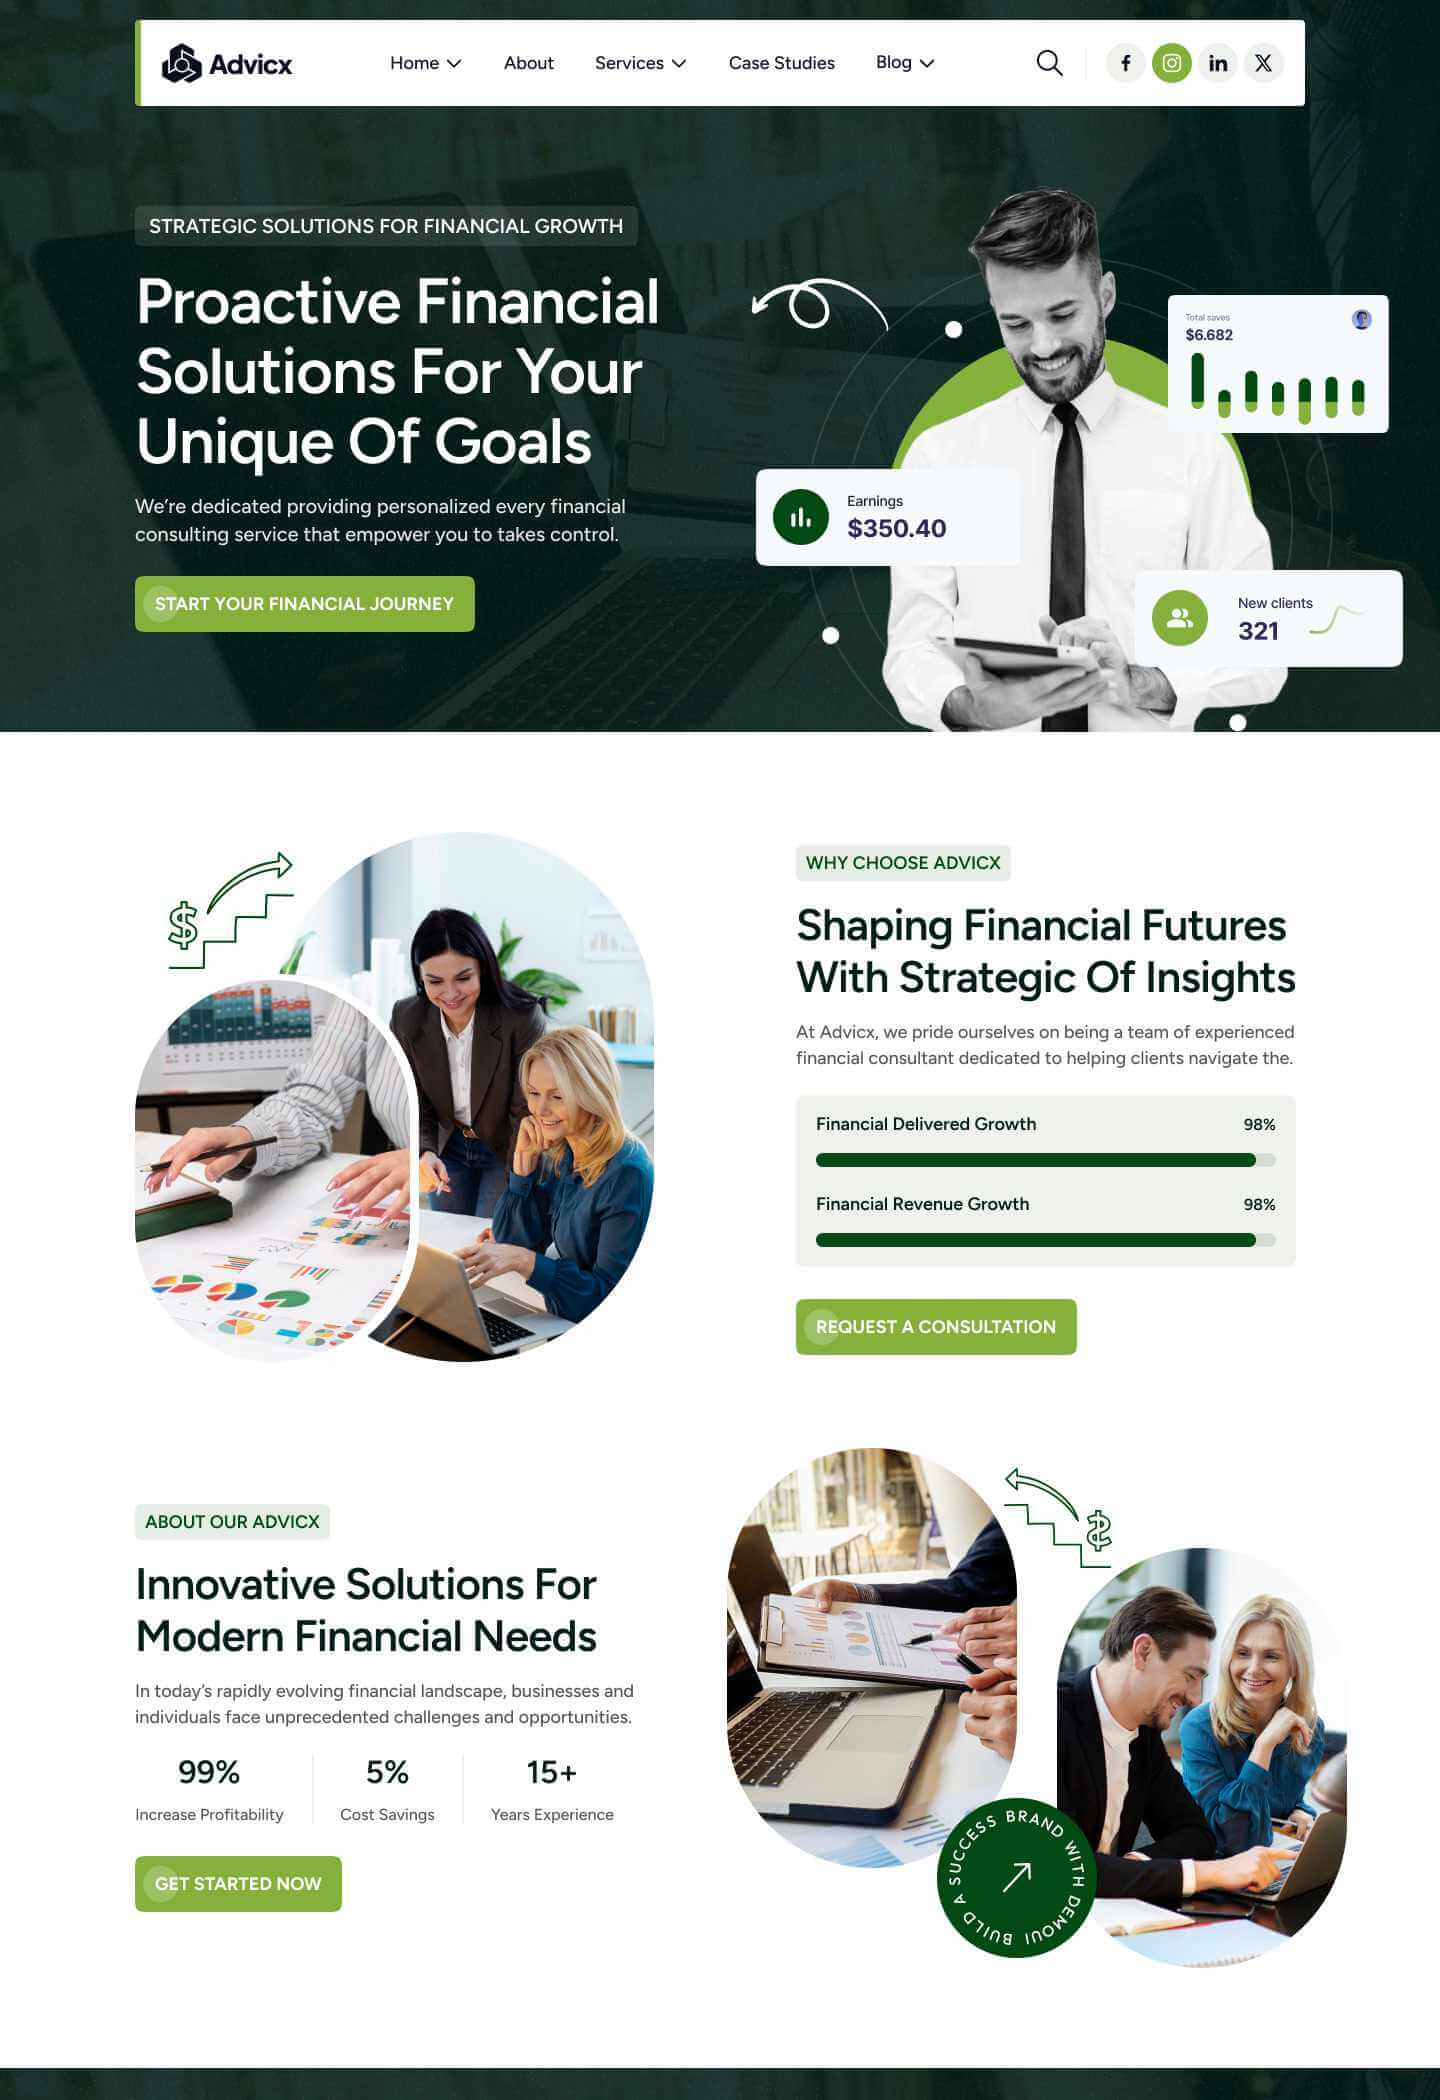 Advicx
Home
About
Services
Case Studies
Blog
STRATEGIC SOLUTIONS FOR FINANCIAL GROWTH
Proactive Financial
Solutions For Your
Unique Of Goals
We’re dedicated providing personalized every financial
consulting service that empower you to takes control.
START YOUR FINANCIAL JOURNEY
Total saves
$6.682
Earnings
$350.40
New clients
321
WHY CHOOSE ADVICX
Shaping Financial Futures
With Strategic Of Insights
At Advicx, we pride ourselves on being a team of experienced
financial consultant dedicated to helping clients navigate the.
Financial Delivered Growth
98%
Financial Revenue Growth
98%
REQUEST A CONSULTATION
ABOUT OUR ADVICX
Innovative Solutions For
Modern Financial Needs
In today’s rapidly evolving financial landscape, businesses and
individuals face unprecedented challenges and opportunities.
99%
Increase Profitability
5%
Cost Savings
15+
Years Experience
GET STARTED NOW
BUILD A SUCCESS BRAND WITH DEMOUI